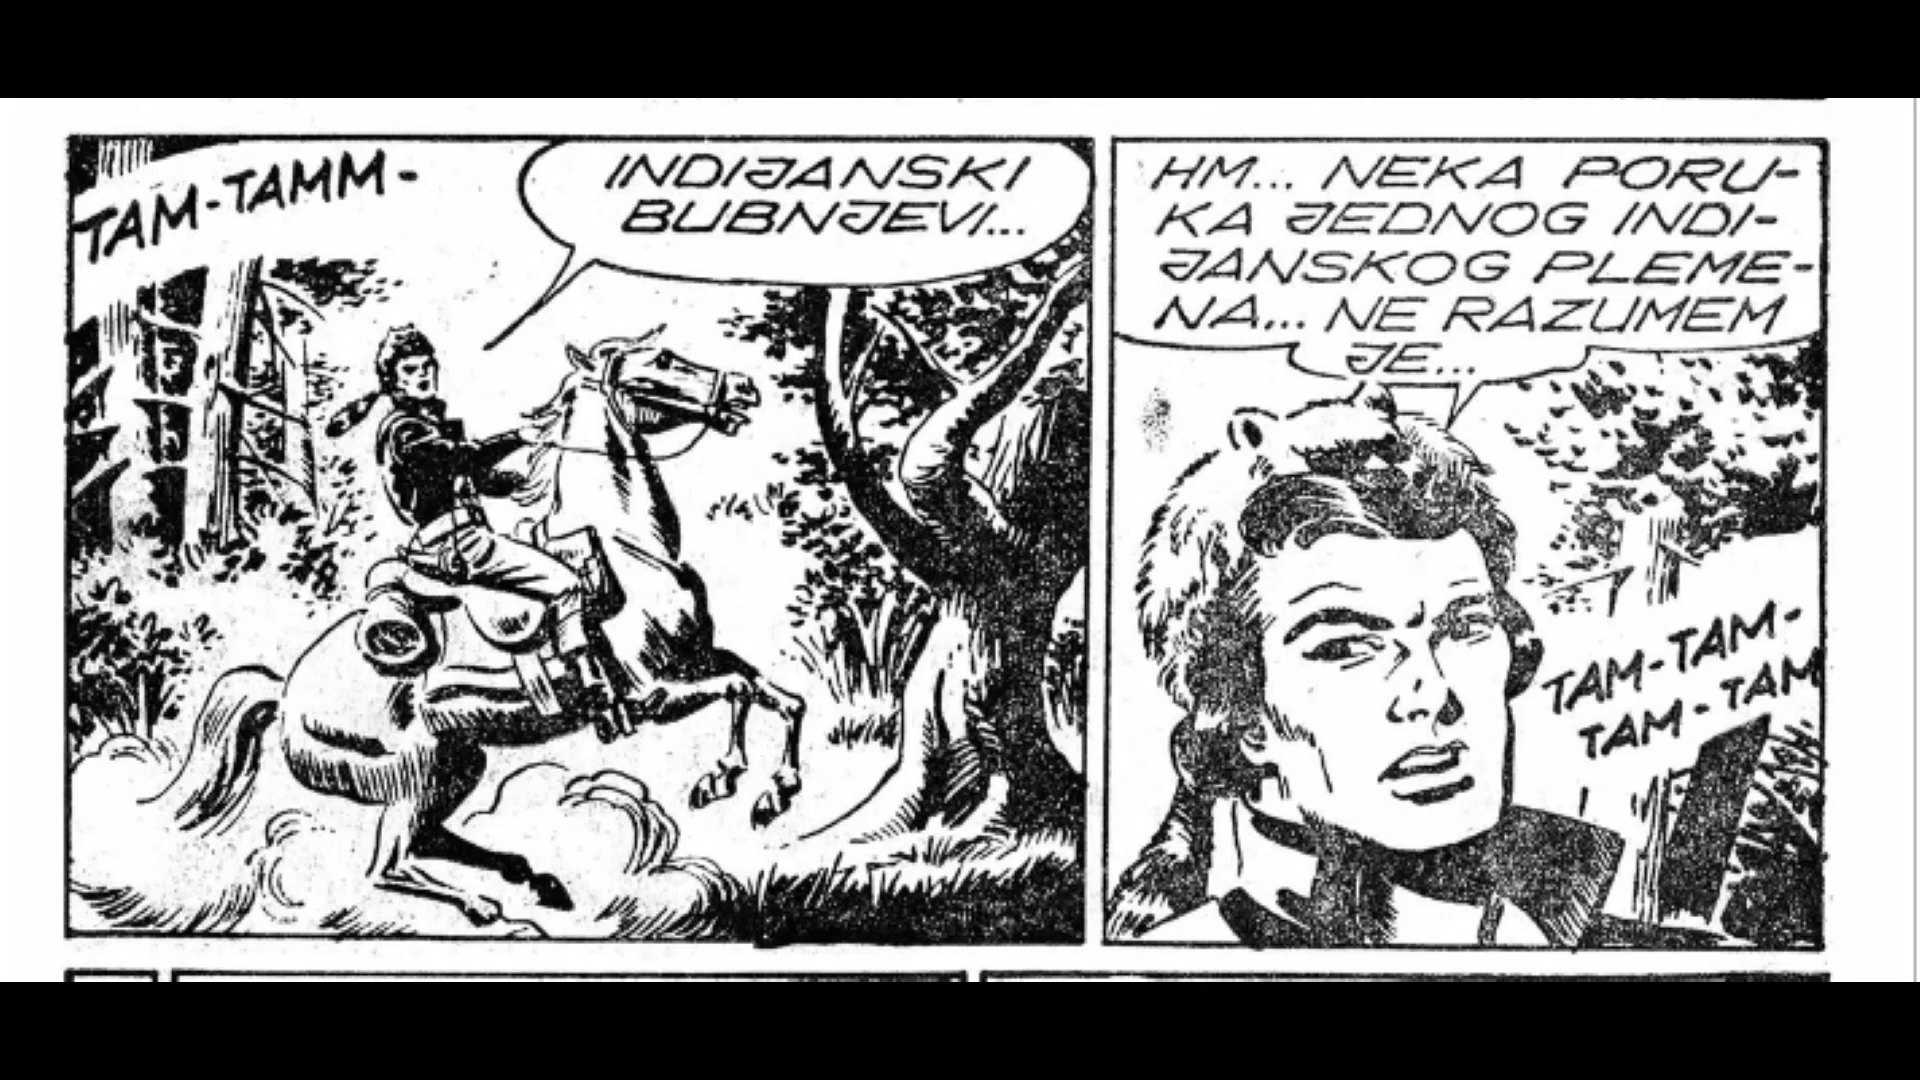 TAM-TAMM-
INDIJANSKI
BUBNJEVI...
HM... NEKA PORU-
KA JEDNOG INDI-
JANSKOG PLEME-
NA... NE RAZUMEM
JE...
TAM-TAM-
TAM-TAM